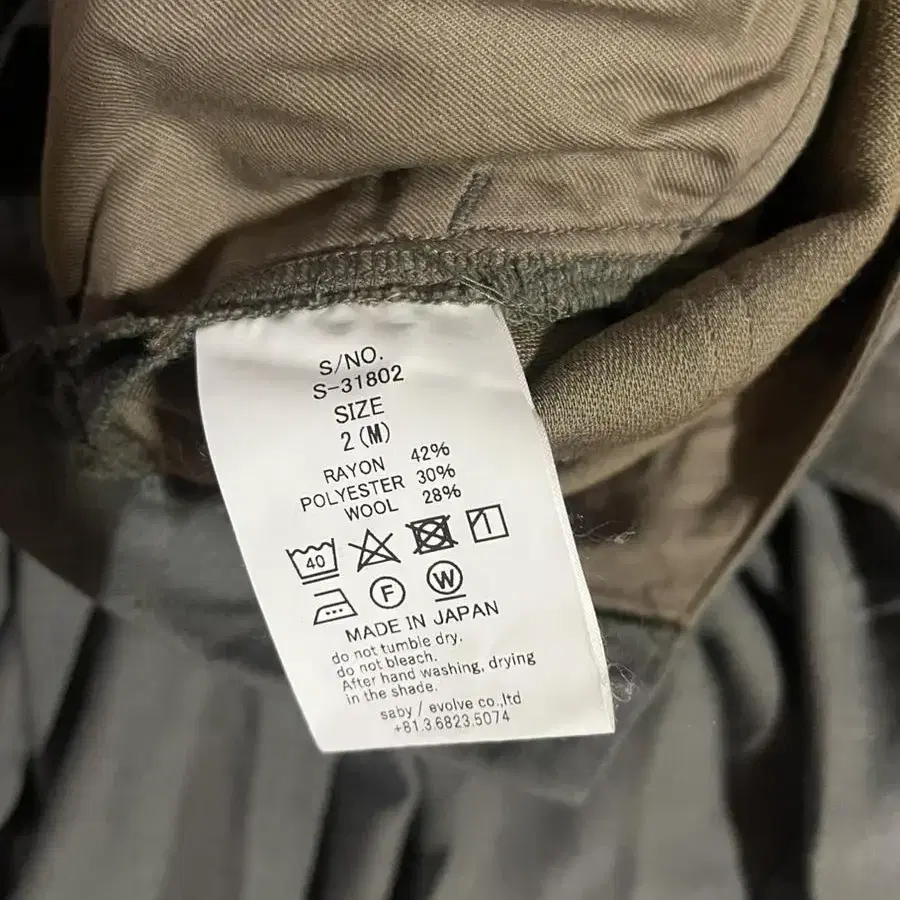 S/NO.
S-31802
SIZE
2 (M)
RAYON 42%
POLYESTER 30%
WOOL 28%
40
F W
MADE IN JAPAN
do not tumble dry.
do not bleach.
After hand washing, drying
in the shade.
saby / evolve co.,ltd
+81.3.6823.5074